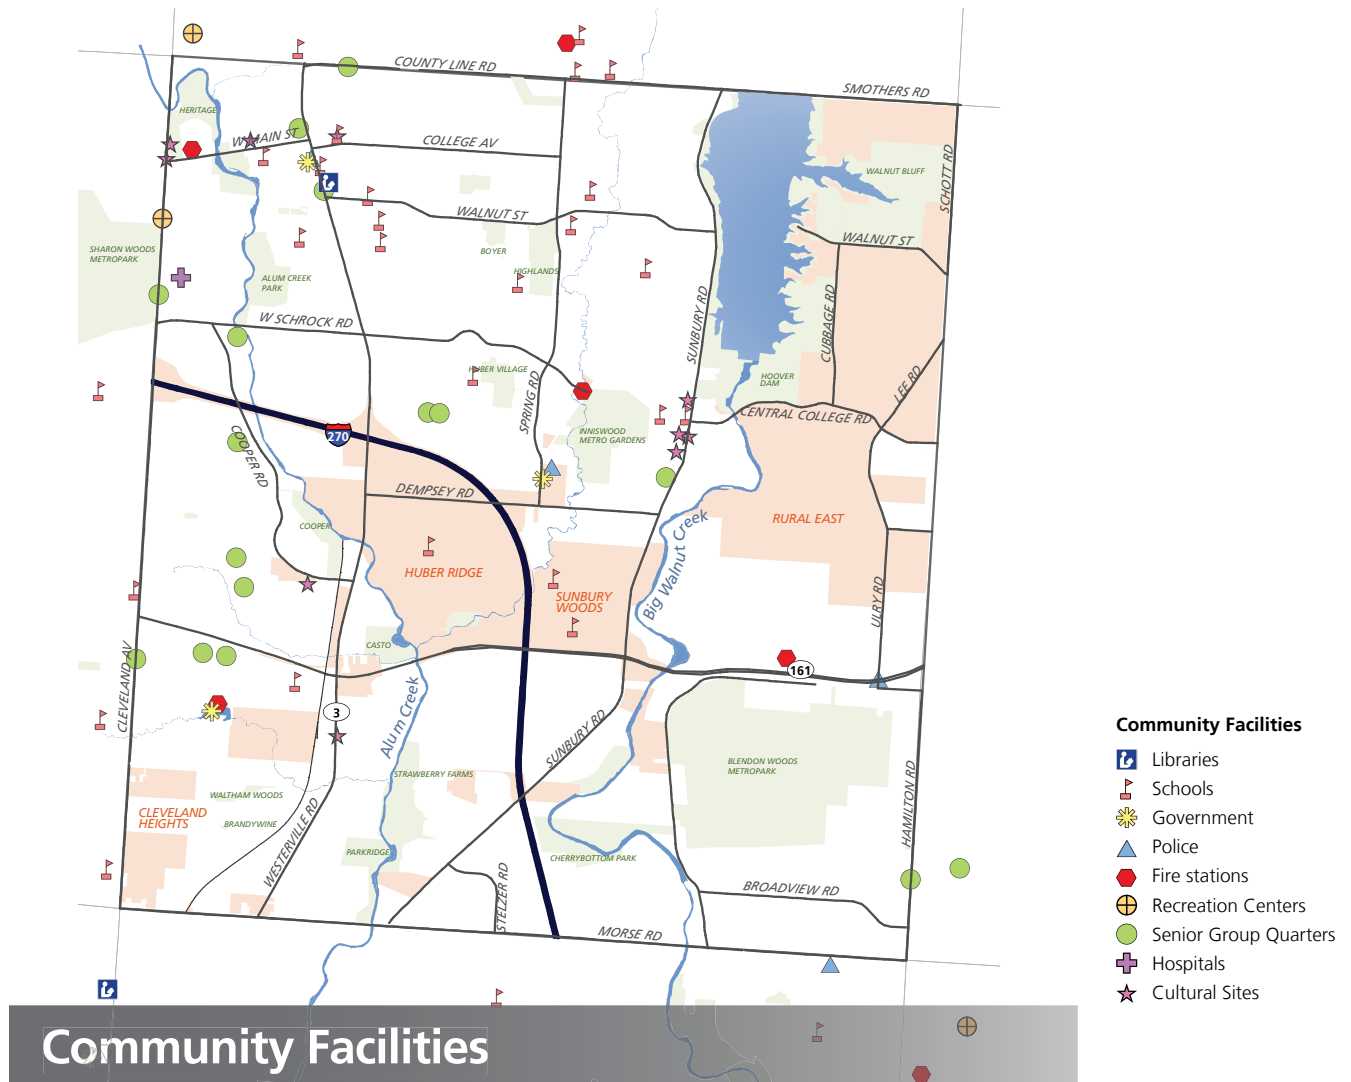 COUNTY LINE RD
SMOTHERS RD
HERITAGE
W MAIN ST
COLLEGE AV
SCHOTT RD
WALNUT BLUFF
WALNUT ST
WALNUT ST
SHARON WOODS
METROPARK
BOYER
HIGHLANDS
ALUM CREEK
PARK
SUNBURY RD
CUBBAGE RD
W SCHROCK RD
HUBER VILLAGE
SPRING RD
HOOVER
DAM
LEE RD
CENTRAL COLLEGE RD
270
COOPER RD
INNISWOOD
METRO GARDENS
DEMPSEY RD
COOPER
RURAL EAST
Big Walnut Creek
HUBER RIDGE
SUNBURY
WOODS
ULRY RD
CASTO
CLEVELAND AV
161
Alum Creek
3
SUNBURY RD
BLENDON WOODS
METROPARK
STRAWBERRY FARMS
HAMILTON RD
WALTHAM WOODS
CLEVELAND
HEIGHTS
BRANDYWINE
WESTERVILLE RD
PARKRIDGE
CHERRYBOTTOM PARK
STELZER RD
BROADVIEW RD
MORSE RD
Community Facilities
Community Facilities
Libraries
Schools
Government
Police
Fire stations
Recreation Centers
Senior Group Quarters
Hospitals
Cultural Sites